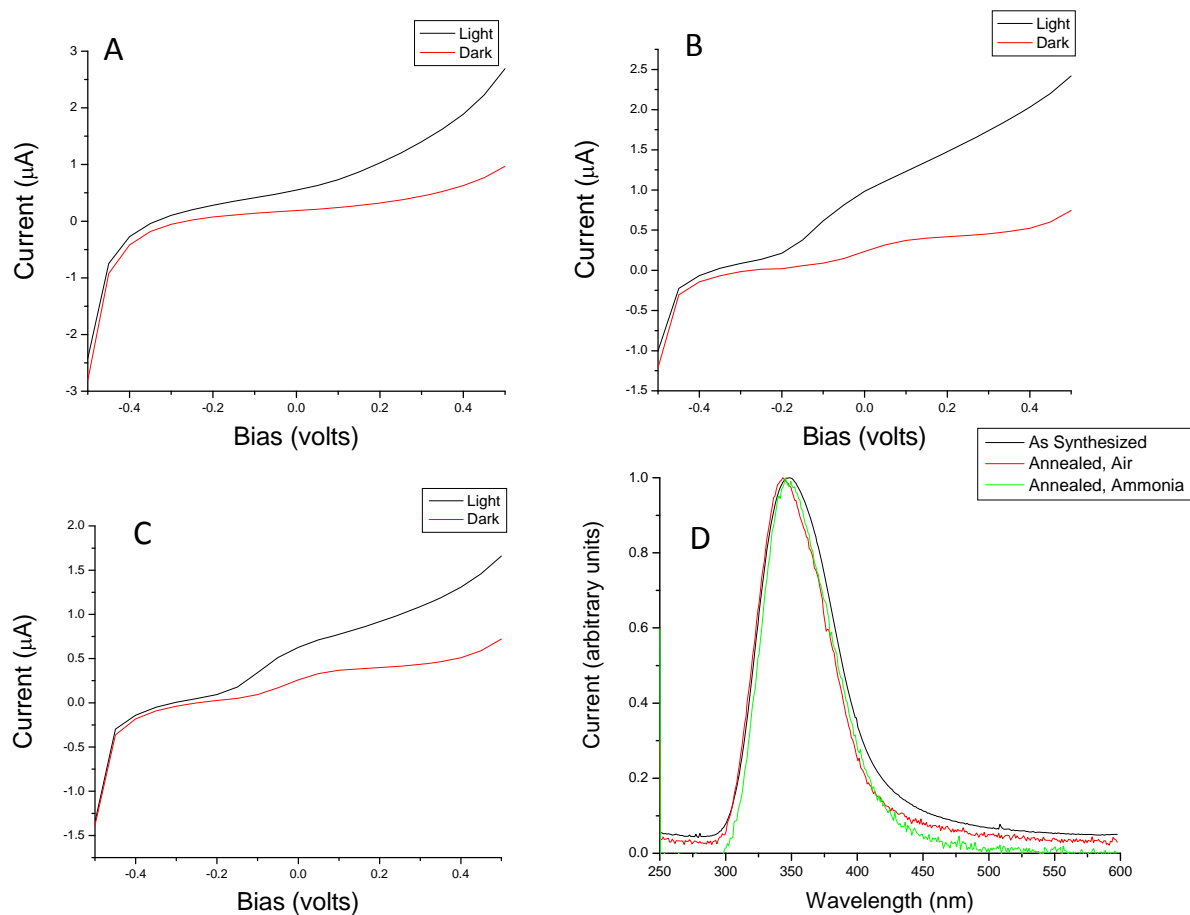 A
Light
Dark
3
2
1
0
-1
-2
-3
-0.4
-0.2
0.0
0.2
0.4
Current (μA)
Bias (volts)
B
Light
Dark
2.5
2.0
1.5
1.0
0.5
0.0
-0.5
-1.0
-1.5
-0.4
-0.2
0.0
0.2
0.4
Current (μA)
Bias (volts)
C
Light
Dark
2.0
1.5
1.0
0.5
0.0
-0.5
-1.0
-1.5
-0.4
-0.2
0.0
0.2
0.4
Current (μA)
Bias (volts)
As Synthesized
Annealed, Air
Annealed, Ammonia
D
1.0
0.8
0.6
0.4
0.2
0.0
250
300
350
400
450
500
550
600
Current (arbitrary units)
Wavelength (nm)